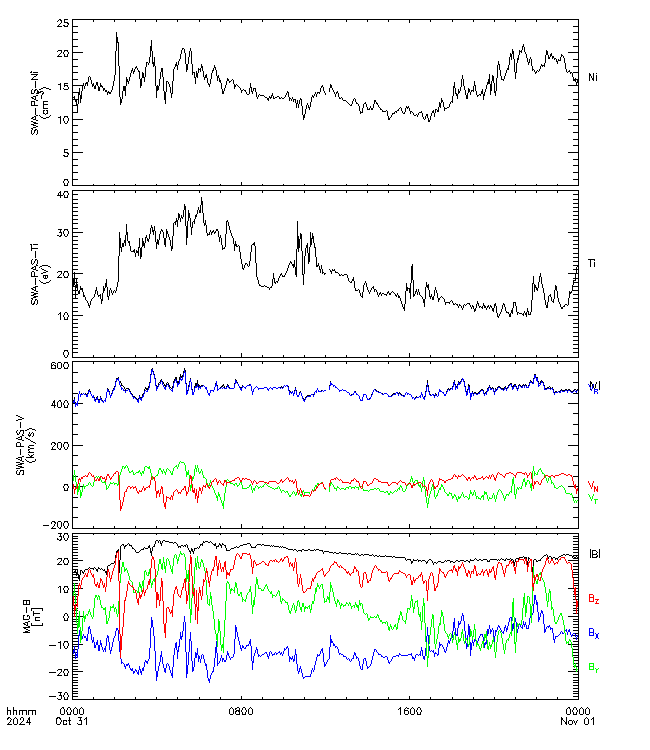 25
20
15
10
5
0
SWA-PAS-Ni
(cm⁻³)
Ni
40
30
20
10
0
SWA-PAS-Ti
(eV)
Ti
600
400
200
0
-200
SWA-PAS-V
(km/s)
V_N
V_T
30
20
10
0
-10
-20
-30
MAG-B
[nT]
|B|
B_Z
B_X
B_Y
hhmm 0000 0800 1600 0000
2024 Oct 31 Nov 01